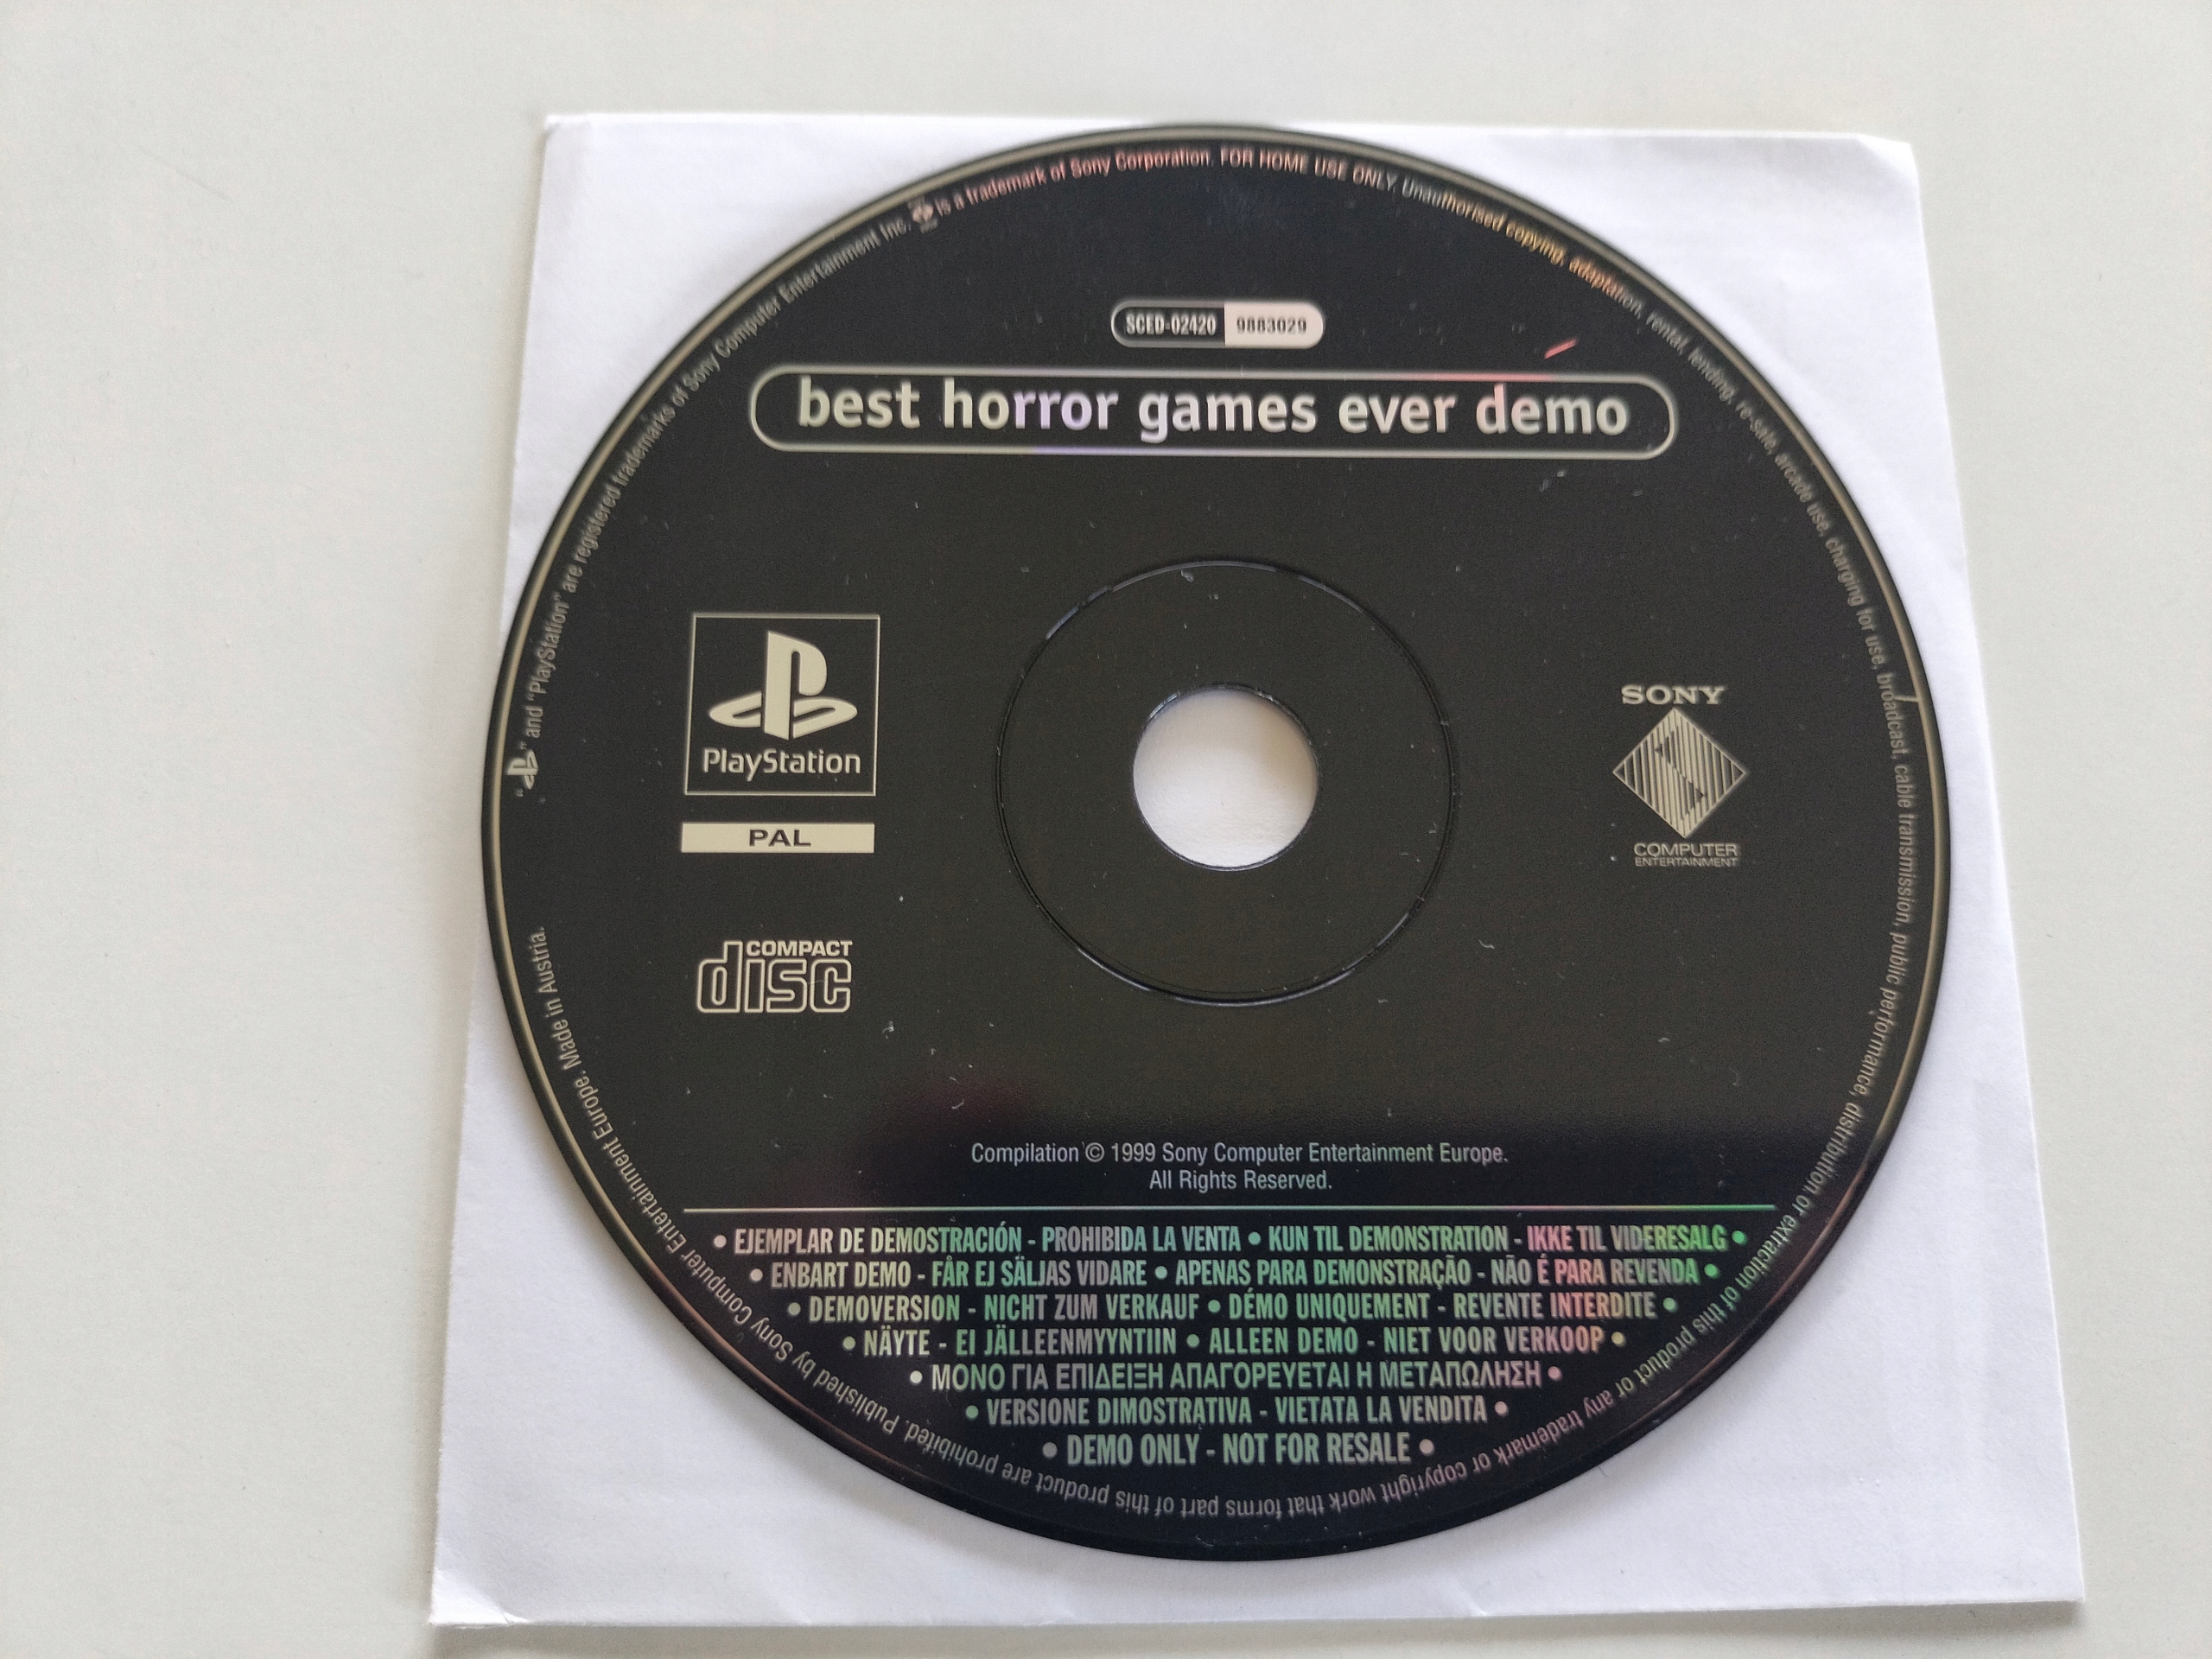 SCED-02420 9883029
best horror games ever demo
PlayStation
PAL
COMPACT
disc
SONY
COMPUTER
ENTERTAINMENT
Compilation © 1999 Sony Computer Entertainment Europe.
All Rights Reserved.
• EJEMPLAR DE DEMOSTRACIÓN - PROHIBIDA LA VENTA • KUN TIL DEMONSTRATION - IKKE TIL VIDERESALG •
• ENBART DEMO - FÅR EJ SÄLJAS VIDARE • APENAS PARA DEMONSTRAÇÃO - NÃO É PARA REVENDA •
• DEMOVERSION - NICHT ZUM VERKAUF • DÉMO UNIQUEMENT - REVENTE INTERDITE •
• NÄYTE - EI JÄLLEENMYYNTIIN • ALLEEN DEMO - NIET VOOR VERKOOP •
• ΜΟΝΟ ΓΙΑ ΕΠΙΔΕΙΞΗ ΑΠΑΓΟΡΕΥΕΤΑΙ Η ΜΕΤΑΠΩΛΗΣΗ •
• VERSIONE DIMOSTRATIVA - VIETATA LA VENDITA •
• DEMO ONLY - NOT FOR RESALE •
" " and "PlayStation" are registered trademarks of Sony Computer Entertainment Inc. is a trademark of Sony Corporation. FOR HOME USE ONLY. Unauthorised copying, adaptation, rental, lending, re-sale, arcade use, charging for use, broadcast, cable transmission, public performance, distribution or extraction of this product or any trademark or copyright work that forms part of this product are prohibited. Published by Sony Computer Entertainment Europe. Made in Austria.